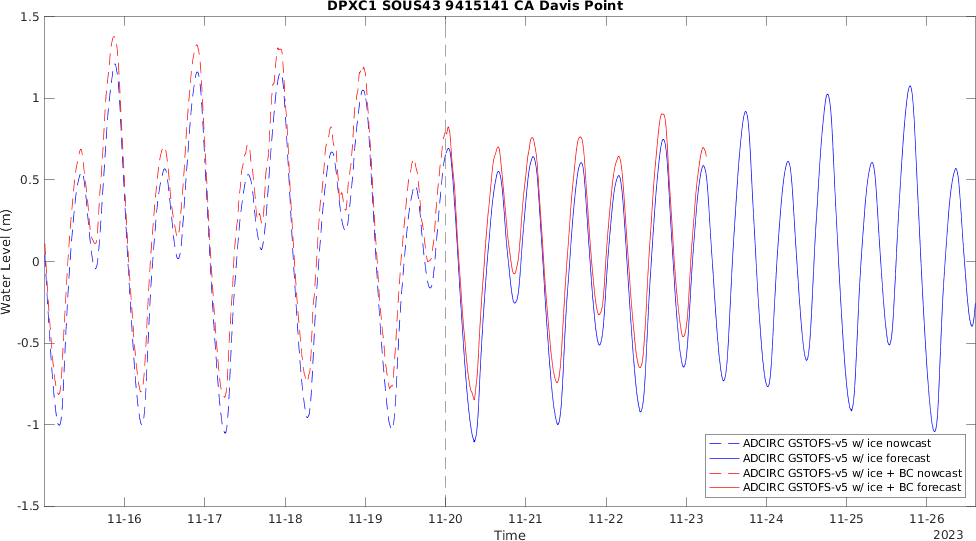 DPXC1 SOUS43 9415141 CA Davis Point
1.5
1
0.5
0
-0.5
-1
-1.5
Water Level (m)
11-16 11-17 11-18 11-19 11-20 11-21 11-22 11-23 11-24 11-25 11-26
Time
2023
ADCIRC GSTOFS-v5 w/ ice nowcast
ADCIRC GSTOFS-v5 w/ ice forecast
ADCIRC GSTOFS-v5 w/ ice + BC nowcast
ADCIRC GSTOFS-v5 w/ ice + BC forecast